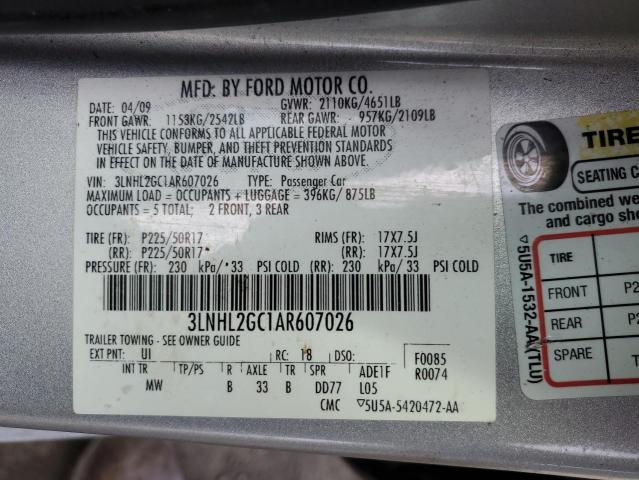 MFD. BY FORD MOTOR CO.
DATE: 04/09 GVWR: 2110KG/4651LB
FRONT GAWR: 1153KG/2542LB REAR GAWR: 957KG/2109LB
THIS VEHICLE CONFORMS TO ALL APPLICABLE FEDERAL MOTOR
VEHICLE SAFETY, BUMPER, AND THEFT PREVENTION STANDARDS
IN EFFECT ON THE DATE OF MANUFACTURE SHOWN ABOVE.
VIN: 3LNHL2GC1AR607026 TYPE: Passenger Car
MAXIMUM LOAD = OCCUPANTS + LUGGAGE = 396KG/ 875LB
OCCUPANTS = 5 TOTAL; 2 FRONT, 3 REAR
TIRE (FR): P225/50R17 RIMS (FR): 17X7.5J
(RR): P225/50R17 (RR): 17X7.5J
PRESSURE (FR): 230 kPa/ 33 PSI COLD (RR): 230 kPa/ 33 PSI COLD
3LNHL2GC1AR607026
TRAILER TOWING - SEE OWNER GUIDE
EXT PNT: UI RC: 18 DSO: F0085
INT TR TP/PS R AXLE TR SPR ADE1F R0074
MW B 33 B DD77 L05
CMC ▽5U5A-5420472-AA
TIRE
SEATING C
The combined we
and cargo sho
TIRE
FRONT P2
REAR P2
SPARE T
▽5U5A-1532-AA(TLU)